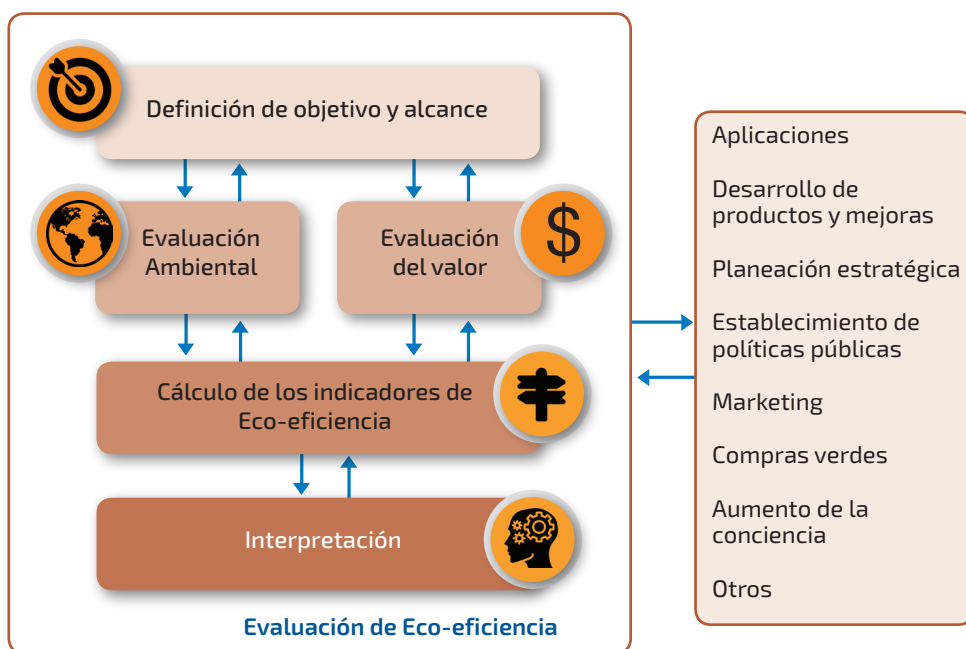 Definición de objetivo y alcance
Evaluación
Ambiental
Evaluación
del valor
$
Cálculo de los indicadores de
Eco-eficiencia
Interpretación
Evaluación de Eco-eficiencia
Aplicaciones
Desarrollo de
productos y mejoras
Planeación estratégica
Establecimiento de
políticas públicas
Marketing
Compras verdes
Aumento de la
conciencia
Otros